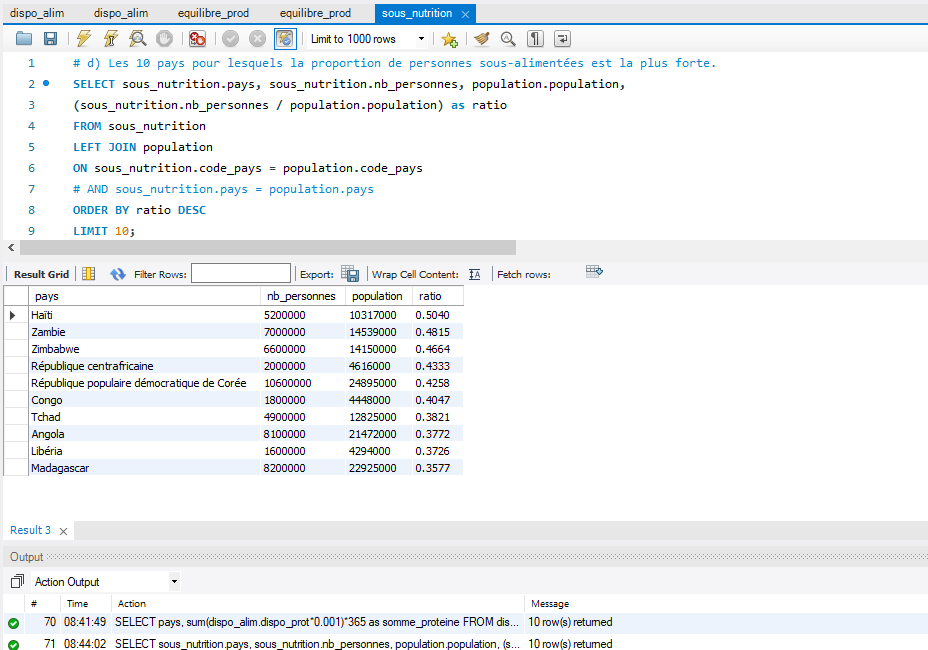 dispo_alim dispo_alim equilibre_prod equilibre_prod sous_nutrition
Limit to 1000 rows
1 # d) Les 10 pays pour lesquels la proportion de personnes sous-alimentées est la plus forte.
2 SELECT sous_nutrition.pays, sous_nutrition.nb_personnes, population.population,
3 (sous_nutrition.nb_personnes / population.population) as ratio
4 FROM sous_nutrition
5 LEFT JOIN population
6 ON sous_nutrition.code_pays = population.code_pays
7 # AND sous_nutrition.pays = population.pays
8 ORDER BY ratio DESC
9 LIMIT 10;
Result Grid Filter Rows: Export: Wrap Cell Content: Fetch rows:
pays nb_personnes population ratio
Haïti 5200000 10317000 0.5040
Zambie 7000000 14539000 0.4815
Zimbabwe 6600000 14150000 0.4664
République centrafricaine 2000000 4616000 0.4333
République populaire démocratique de Corée 10600000 24895000 0.4258
Congo 1800000 4448000 0.4047
Tchad 4900000 12825000 0.3821
Angola 8100000 21472000 0.3772
Libéria 1600000 4294000 0.3726
Madagascar 8200000 22925000 0.3577
Result 3
Output
Action Output
# Time Action Message
70 08:41:49 SELECT pays, sum(dispo_alim.dispo_prot*0.001)*365 as somme_proteine FROM dis... 10 row(s) returned
71 08:44:02 SELECT sous_nutrition.pays, sous_nutrition.nb_personnes, population.population, (s... 10 row(s) returned